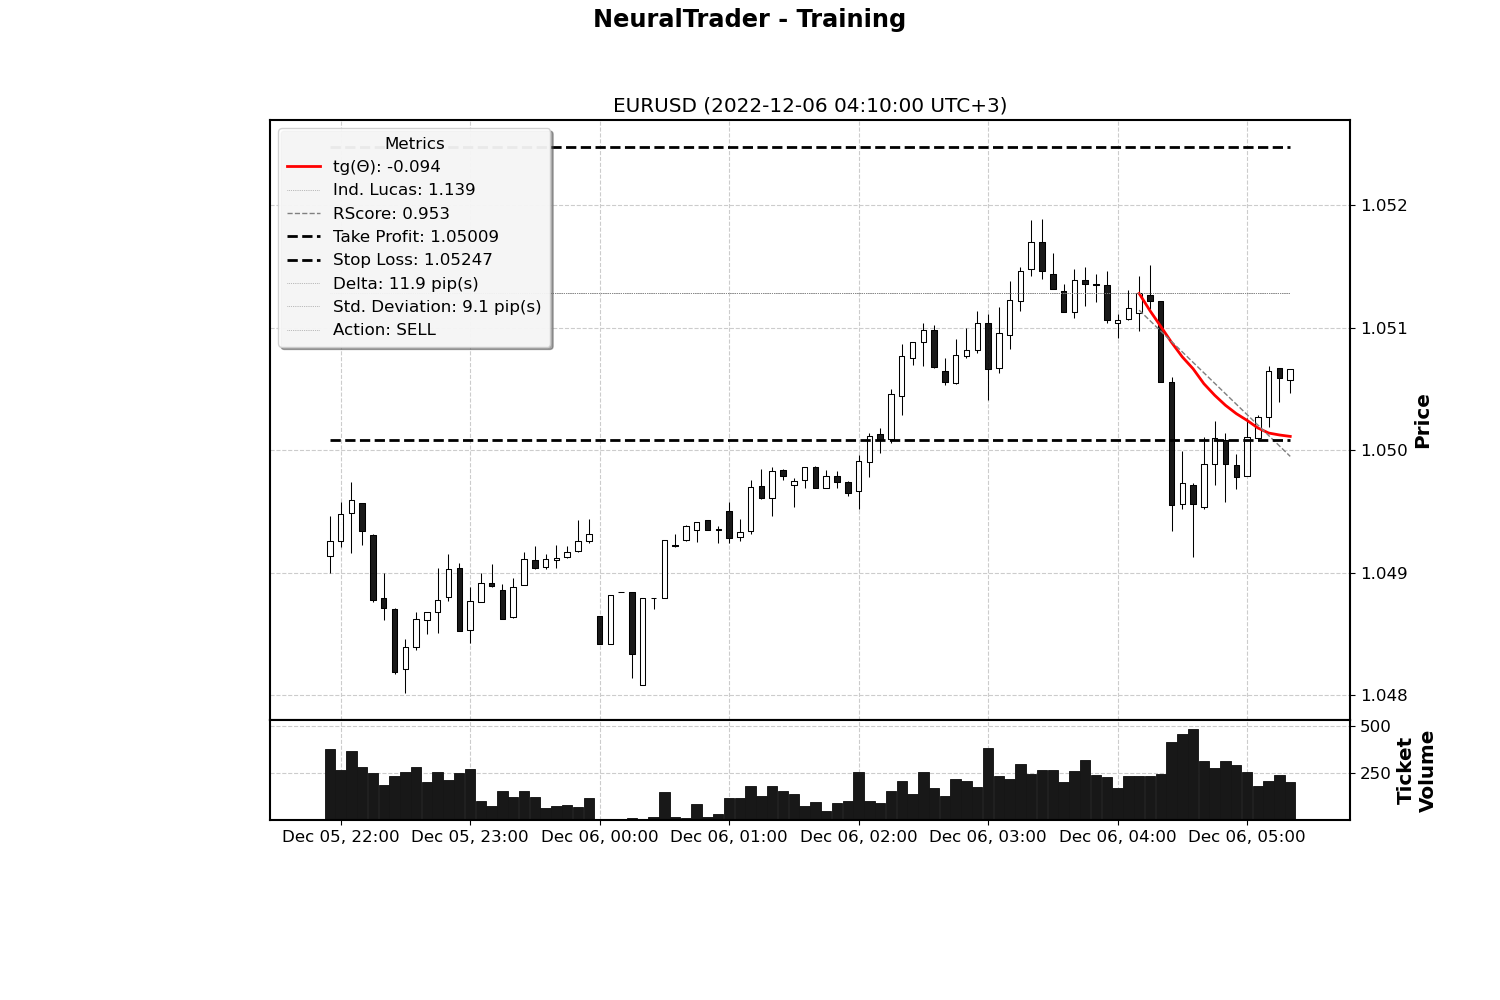 NeuralTrader - Training
EURUSD (2022-12-06 04:10:00 UTC+3)
Metrics
tg(Θ): -0.094
Ind. Lucas: 1.139
RScore: 0.953
Take Profit: 1.05009
Stop Loss: 1.05247
Delta: 11.9 pip(s)
Std. Deviation: 9.1 pip(s)
Action: SELL
1.052
1.051
1.050
1.049
1.048
Price
500
250
Ticket
Volume
Dec 05, 22:00 Dec 05, 23:00 Dec 06, 00:00 Dec 06, 01:00 Dec 06, 02:00 Dec 06, 03:00 Dec 06, 04:00 Dec 06, 05:00